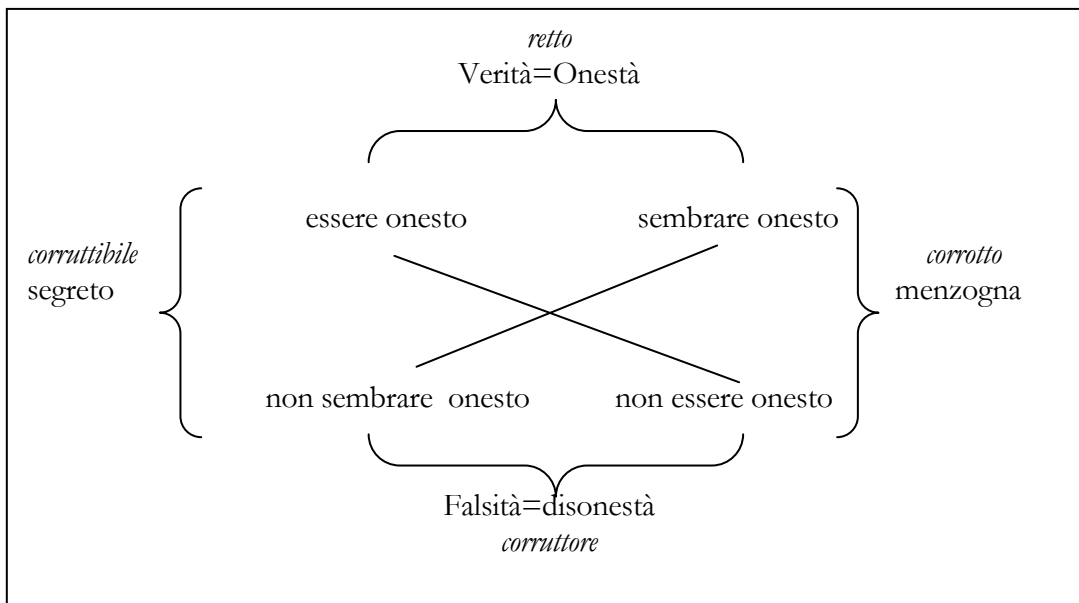 retto
Verità=Onestà
essere onesto
sembrare onesto
corruttibile
segreto
corrotto
menzogna
non sembrare onesto
non essere onesto
Falsità=disonestà
corruttore